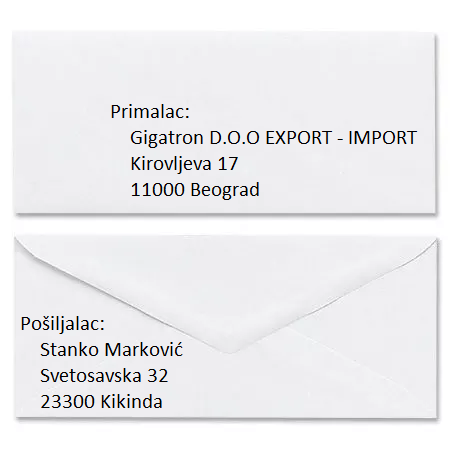 Primalac:
Gigatron D.O.O EXPORT - IMPORT
Kirovljeva 17
11000 Beograd
Pošiljalac:
Stanko Marković
Svetosavska 32
23300 Kikinda